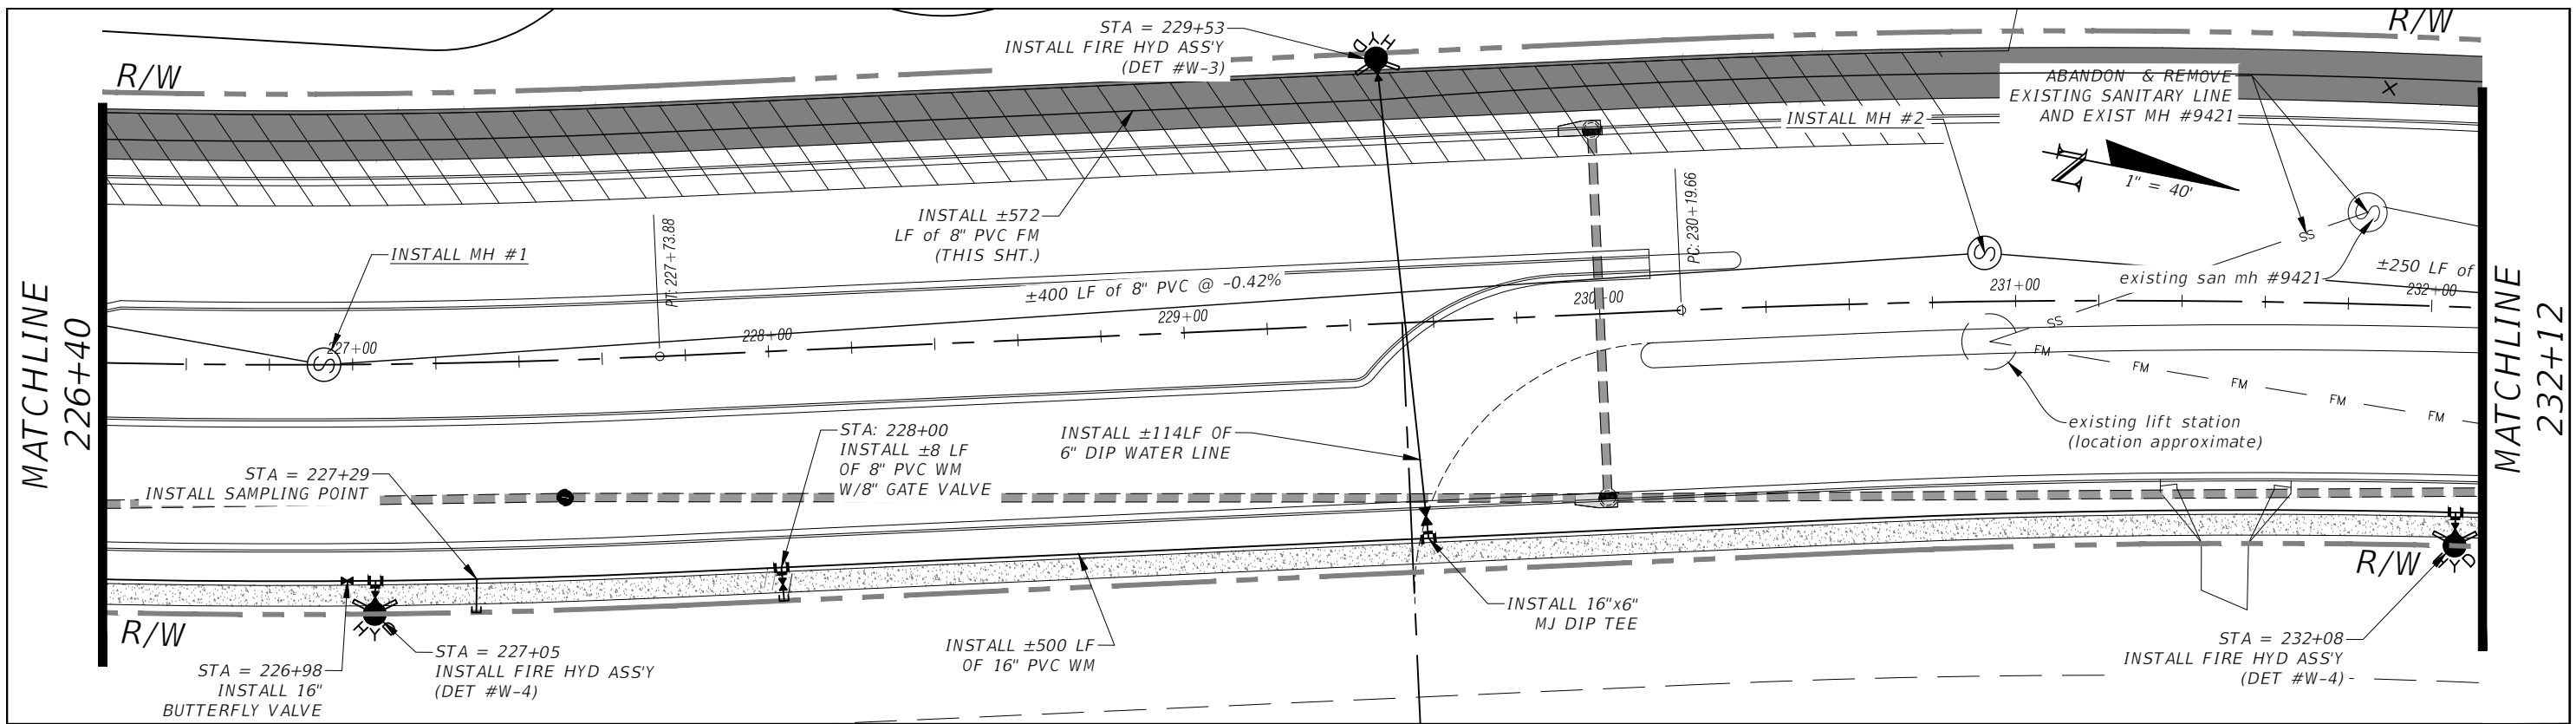 STA = 229+53
INSTALL FIRE HYD ASS'Y
(DET #W-3)
HYD
R/W
R/W
ABANDON & REMOVE
EXISTING SANITARY LINE
AND EXIST MH #9421
INSTALL MH #2
N
1" = 40'
INSTALL ±572
LF of 8" PVC FM
(THIS SHT.)
INSTALL MH #1
PT: 227+73.88
PC: 230+19.66
S
S
S
SS
existing san mh #9421
±250 LF of
±400 LF of 8" PVC @ -0.42%
227+00
228+00
229+00
230+00
231+00
232+00
SS
FM
FM
FM
FM
FM
MATCHLINE
226+40
MATCHLINE
232+12
existing lift station
(location approximate)
STA: 228+00
INSTALL ±8 LF
OF 8" PVC WM
W/8" GATE VALVE
INSTALL ±114LF OF
6" DIP WATER LINE
STA = 227+29
INSTALL SAMPLING POINT
R/W
R/W
HYD
HYD
INSTALL 16"x6"
MJ DIP TEE
INSTALL ±500 LF
OF 16" PVC WM
STA = 226+98
INSTALL 16"
BUTTERFLY VALVE
STA = 227+05
INSTALL FIRE HYD ASS'Y
(DET #W-4)
STA = 232+08
INSTALL FIRE HYD ASS'Y
(DET #W-4)